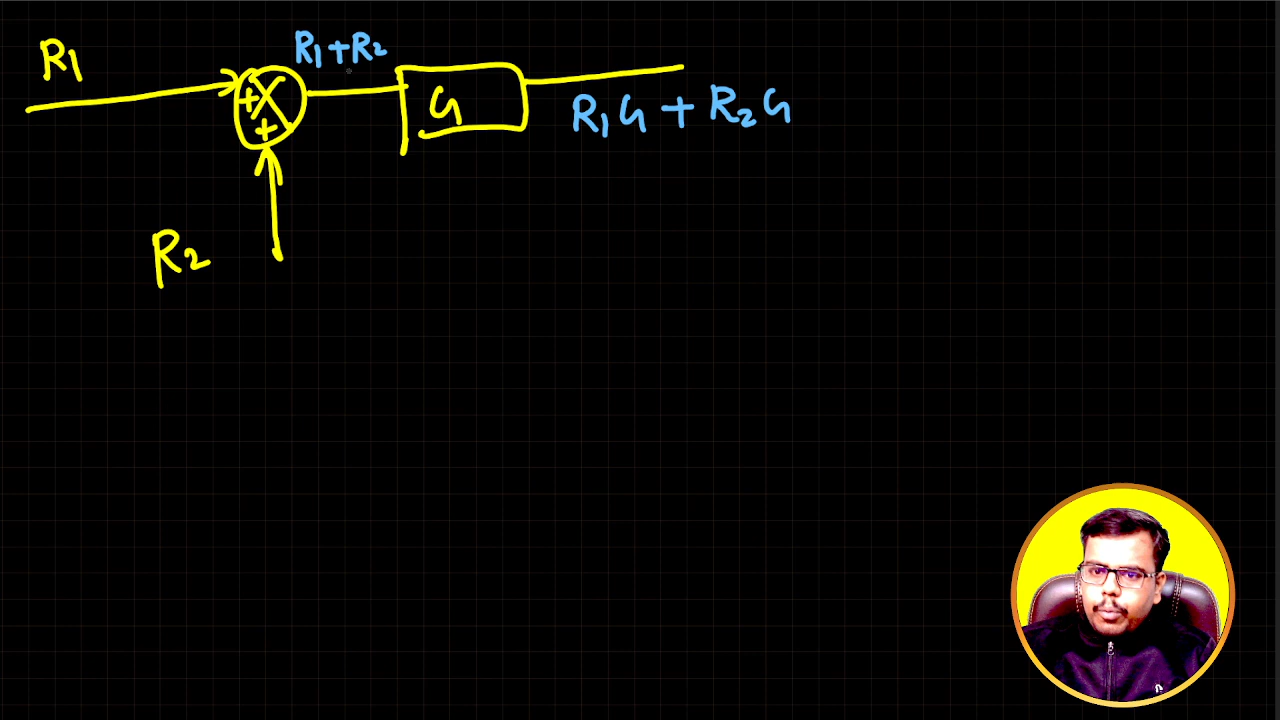 R1
R1+R2
+
+
G
R1G + R2G
R2